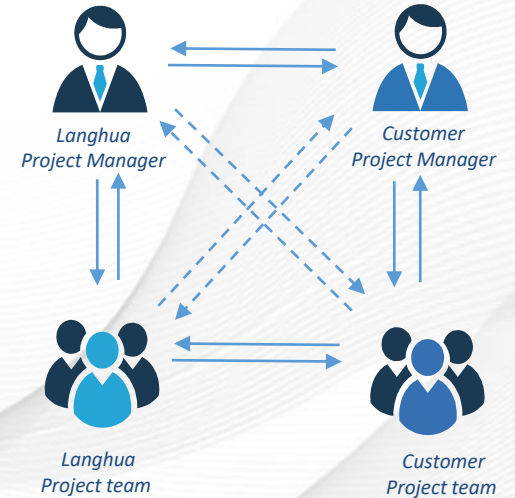 Langhua
Project Manager
Customer
Project Manager
Langhua
Project team
Customer
Project team